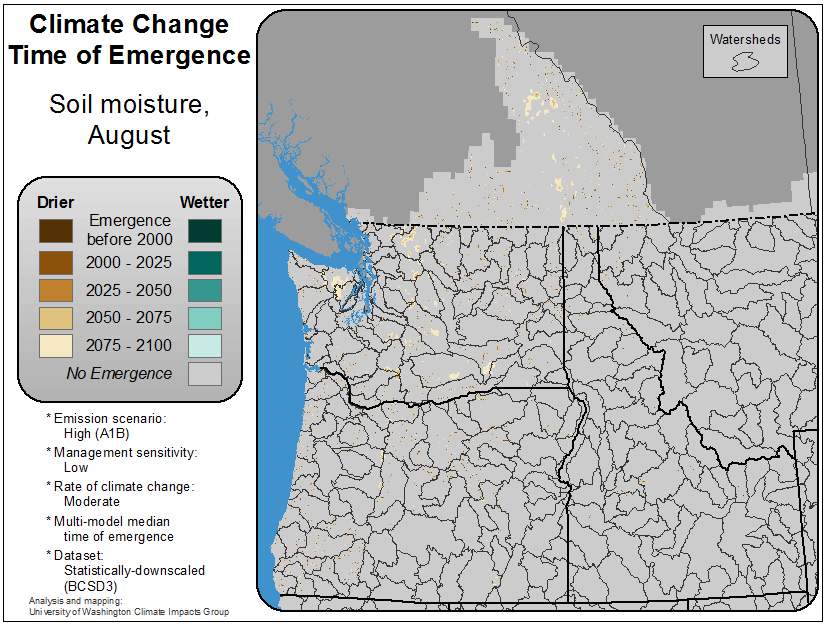 Climate Change
Time of Emergence
Soil moisture,
August
Watersheds
Drier Wetter
Emergence
before 2000
2000 - 2025
2025 - 2050
2050 - 2075
2075 - 2100
No Emergence
* Emission scenario:
High (A1B)
* Management sensitivity:
Low
* Rate of climate change:
Moderate
* Multi-model median
time of emergence
* Dataset:
Statistically-downscaled
(BCSD3)
Analysis and mapping:
University of Washington Climate Impacts Group